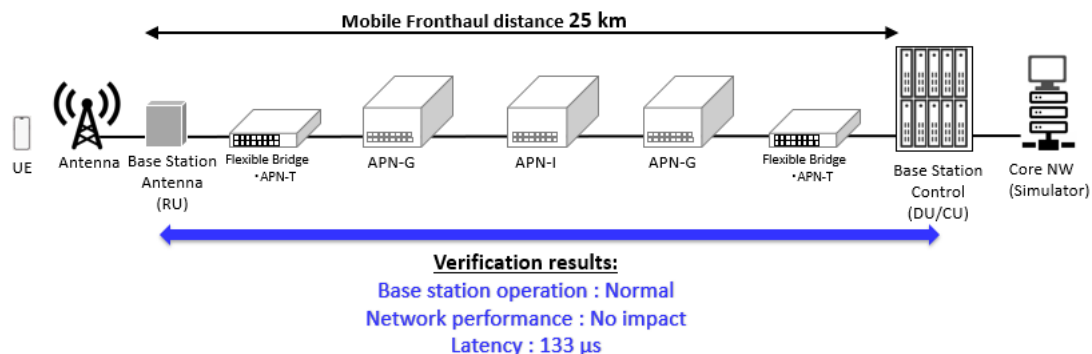 Mobile Fronthaul distance 25 km
UE
Antenna
Base Station
Antenna
(RU)
Flexible Bridge
・APN-T
APN-G
APN-I
APN-G
Flexible Bridge
・APN-T
Base Station
Control
(DU/CU)
Core NW
(Simulator)
Verification results:
Base station operation : Normal
Network performance : No impact
Latency : 133 μs